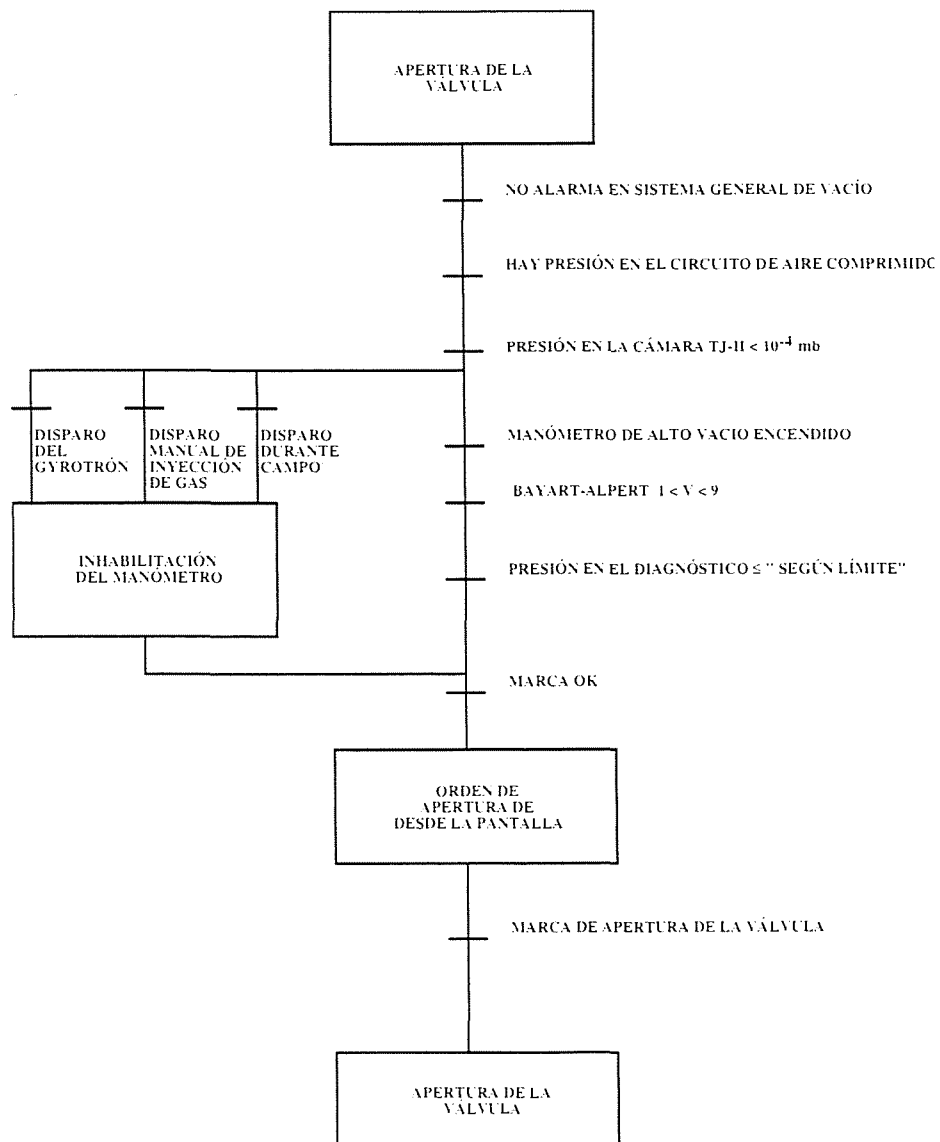 APERTURA DE LA
VÁLVULA
NO ALARMA EN SISTEMA GENERAL DE VACÍO
HAY PRESIÓN EN EL CIRCUITO DE AIRE COMPRIMIDO
PRESIÓN EN LA CÁMARA TJ-II < 10⁻⁴ mb
DISPARO
DEL
GYROTRÓN
DISPARO
MANUAL DE
INYECCIÓN
DE GAS
DISPARO
DURANTE
CAMPO
MANÓMETRO DE ALTO VACIO ENCENDIDO
BAYART-ALPERT 1 < V < 9
INHABILITACIÓN
DEL MANÓMETRO
PRESIÓN EN EL DIAGNÓSTICO ≤ " SEGÚN LÍMITE"
MARCA OK
ORDEN DE
APERTURA DE
DESDE LA PANTALLA
MARCA DE APERTURA DE LA VÁLVULA
APERTURA DE LA
VÁLVULA